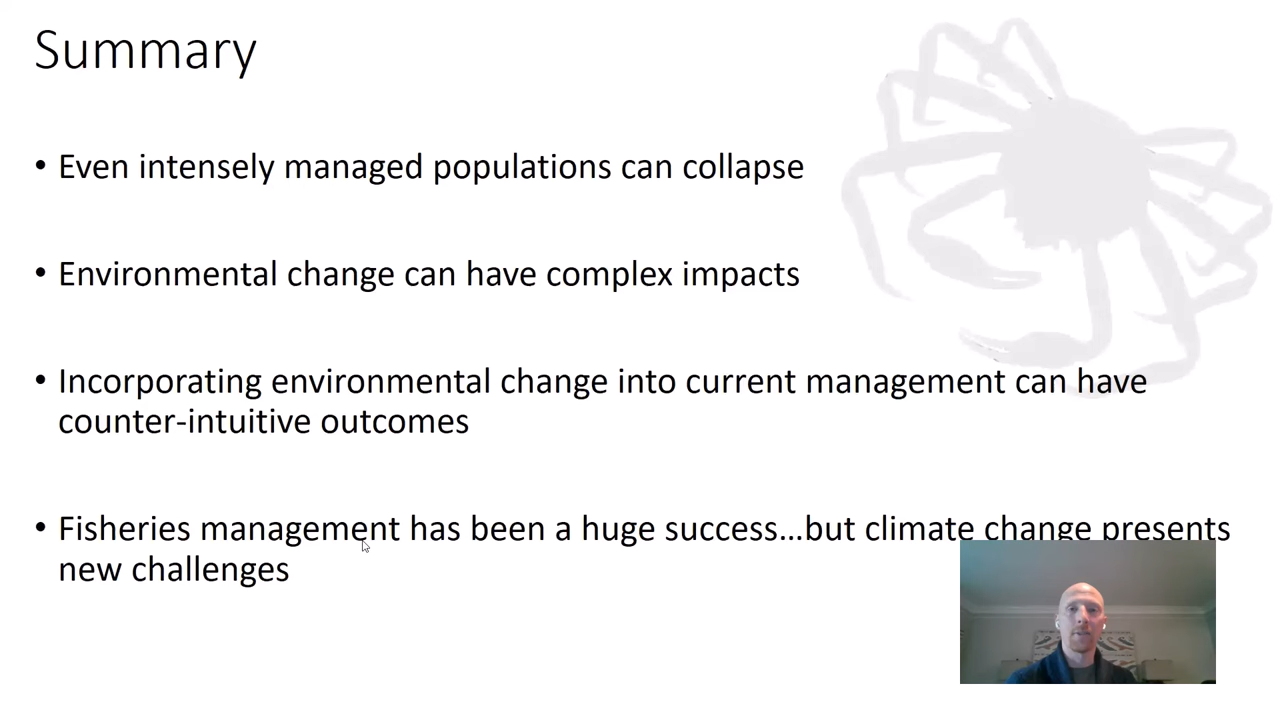 Summary
• Even intensely managed populations can collapse
• Environmental change can have complex impacts
• Incorporating environmental change into current management can have
counter-intuitive outcomes
• Fisheries management has been a huge success…but climate change presents
new challenges